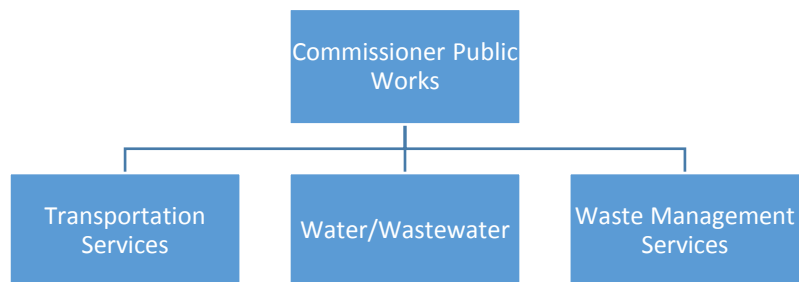 Commissioner Public
Works
Transportation
Services
Water/Wastewater
Waste Management
Services